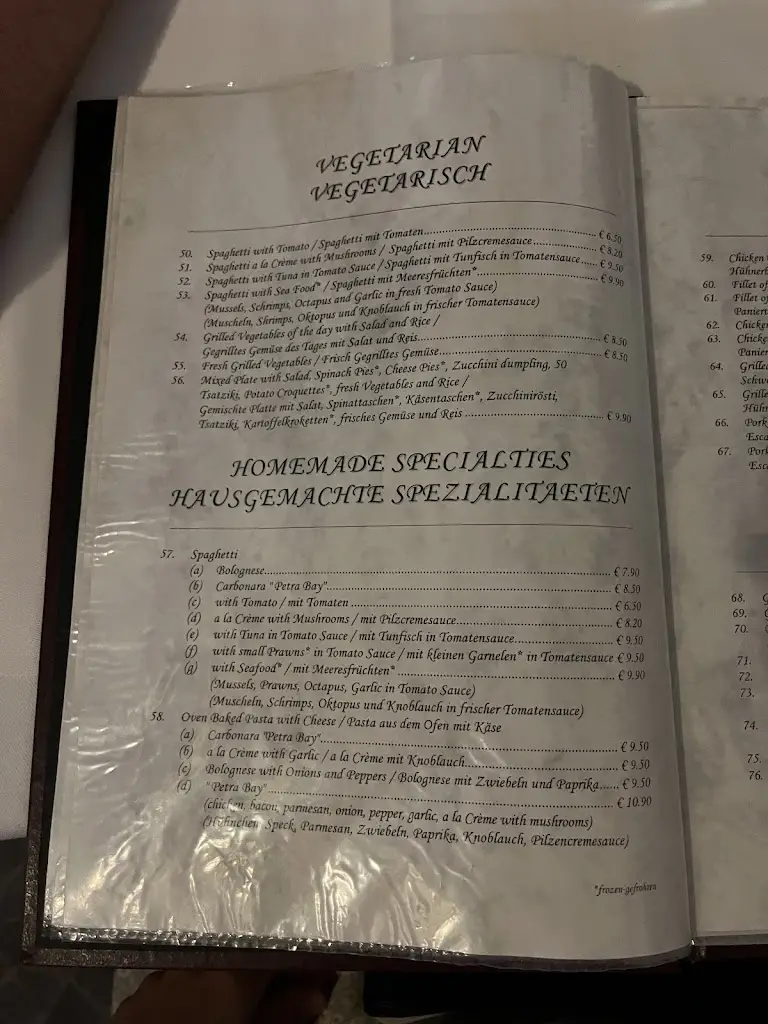 VEGETARIAN
VEGETARISCH
50. Spaghetti with Tomato / Spaghetti mit Tomaten € 6.50
51. Spaghetti a la Crème with Mushrooms / Spaghetti mit Pilzcremesauce € 8.20
52. Spaghetti with Tuna in Tomato Sauce / Spaghetti mit Tunfisch in Tomatensauce € 9.50
53. Spaghetti with Sea Food* / Spaghetti mit Meeresfrüchten* € 9.90
(Mussels, Schrimps, Octapus and Garlic in fresh Tomato Sauce)
(Muscheln, Shrimps, Oktopus und Knoblauch in frischer Tomatensauce)
54. Grilled Vegetables of the day with Salad and Rice /
Gegrilltes Gemüse des Tages mit Salat und Reis € 8.50
55. Fresh Grilled Vegetables / Frisch Gegrilltes Gemüse € 8.50
56. Mixed Plate with Salad, Spinach Pies*, Cheese Pies*, Zucchini dumpling, 50
Tsatziki, Potato Croquettes*, fresh Vegetables and Rice /
Gemischte Platte mit Salat, Spinattaschen*, Käsentaschen*, Zucchinirösti,
Tsatziki, Kartoffelkroketten*, frisches Gemüse und Reis € 9.90
HOMEMADE SPECIALTIES
HAUSGEMACHTE SPEZIALITAETEN
57. Spaghetti
(a) Bolognese € 7.90
(b) Carbonara "Petra Bay" € 8.50
(c) with Tomato / mit Tomaten € 6.50
(d) a la Crème with Mushrooms / mit Pilzcremesauce € 8.20
(e) with Tuna in Tomato Sauce / mit Tunfisch in Tomatensauce € 9.50
(f) with small Prawns* in Tomato Sauce / mit kleinen Garnelen* in Tomatensauce € 9.50
(g) with Seafood* / mit Meeresfrüchten* € 9.90
(Mussels, Prawns, Octapus, Garlic in Tomato Sauce)
(Muscheln, Schrimps, Oktopus und Knoblauch in frischer Tomatensauce)
58. Oven Baked Pasta with Cheese / Pasta aus dem Ofen mit Käse
(a) Carbonara "Petra Bay" € 9.50
(b) a la Crème with Garlic / a la Crème mit Knoblauch € 9.50
(c) Bolognese with Onions and Peppers / Bolognese mit Zwiebeln und Paprika € 9.50
(d) "Petra Bay" € 10.90
(chicken, bacon, parmesan, onion, pepper, garlic, a la Crème with mushrooms)
(Hühnchen, Speck, Parmesan, Zwiebeln, Paprika, Knoblauch, Pilzencremesauce)
*frozen-gefrohren
59. Chicken
60. Fillet of
61. Fillet of
62. Chicken
63.
64.
65.
66. Pork
67.
68.
69.
70.
71.
72.
73.
74.
75.
76.